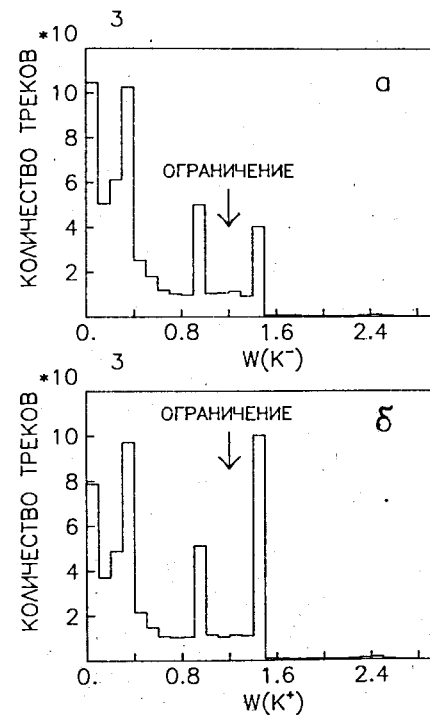 *10 3
а
КОЛИЧЕСТВО ТРЕКОВ
10
8
6
4
2
ОГРАНИЧЕНИЕ
0. 0.8 1.6 2.4
W(K⁻)
*10 3
б
КОЛИЧЕСТВО ТРЕКОВ
10
8
6
4
2
ОГРАНИЧЕНИЕ
0. 0.8 1.6 2.4
W(K⁺)